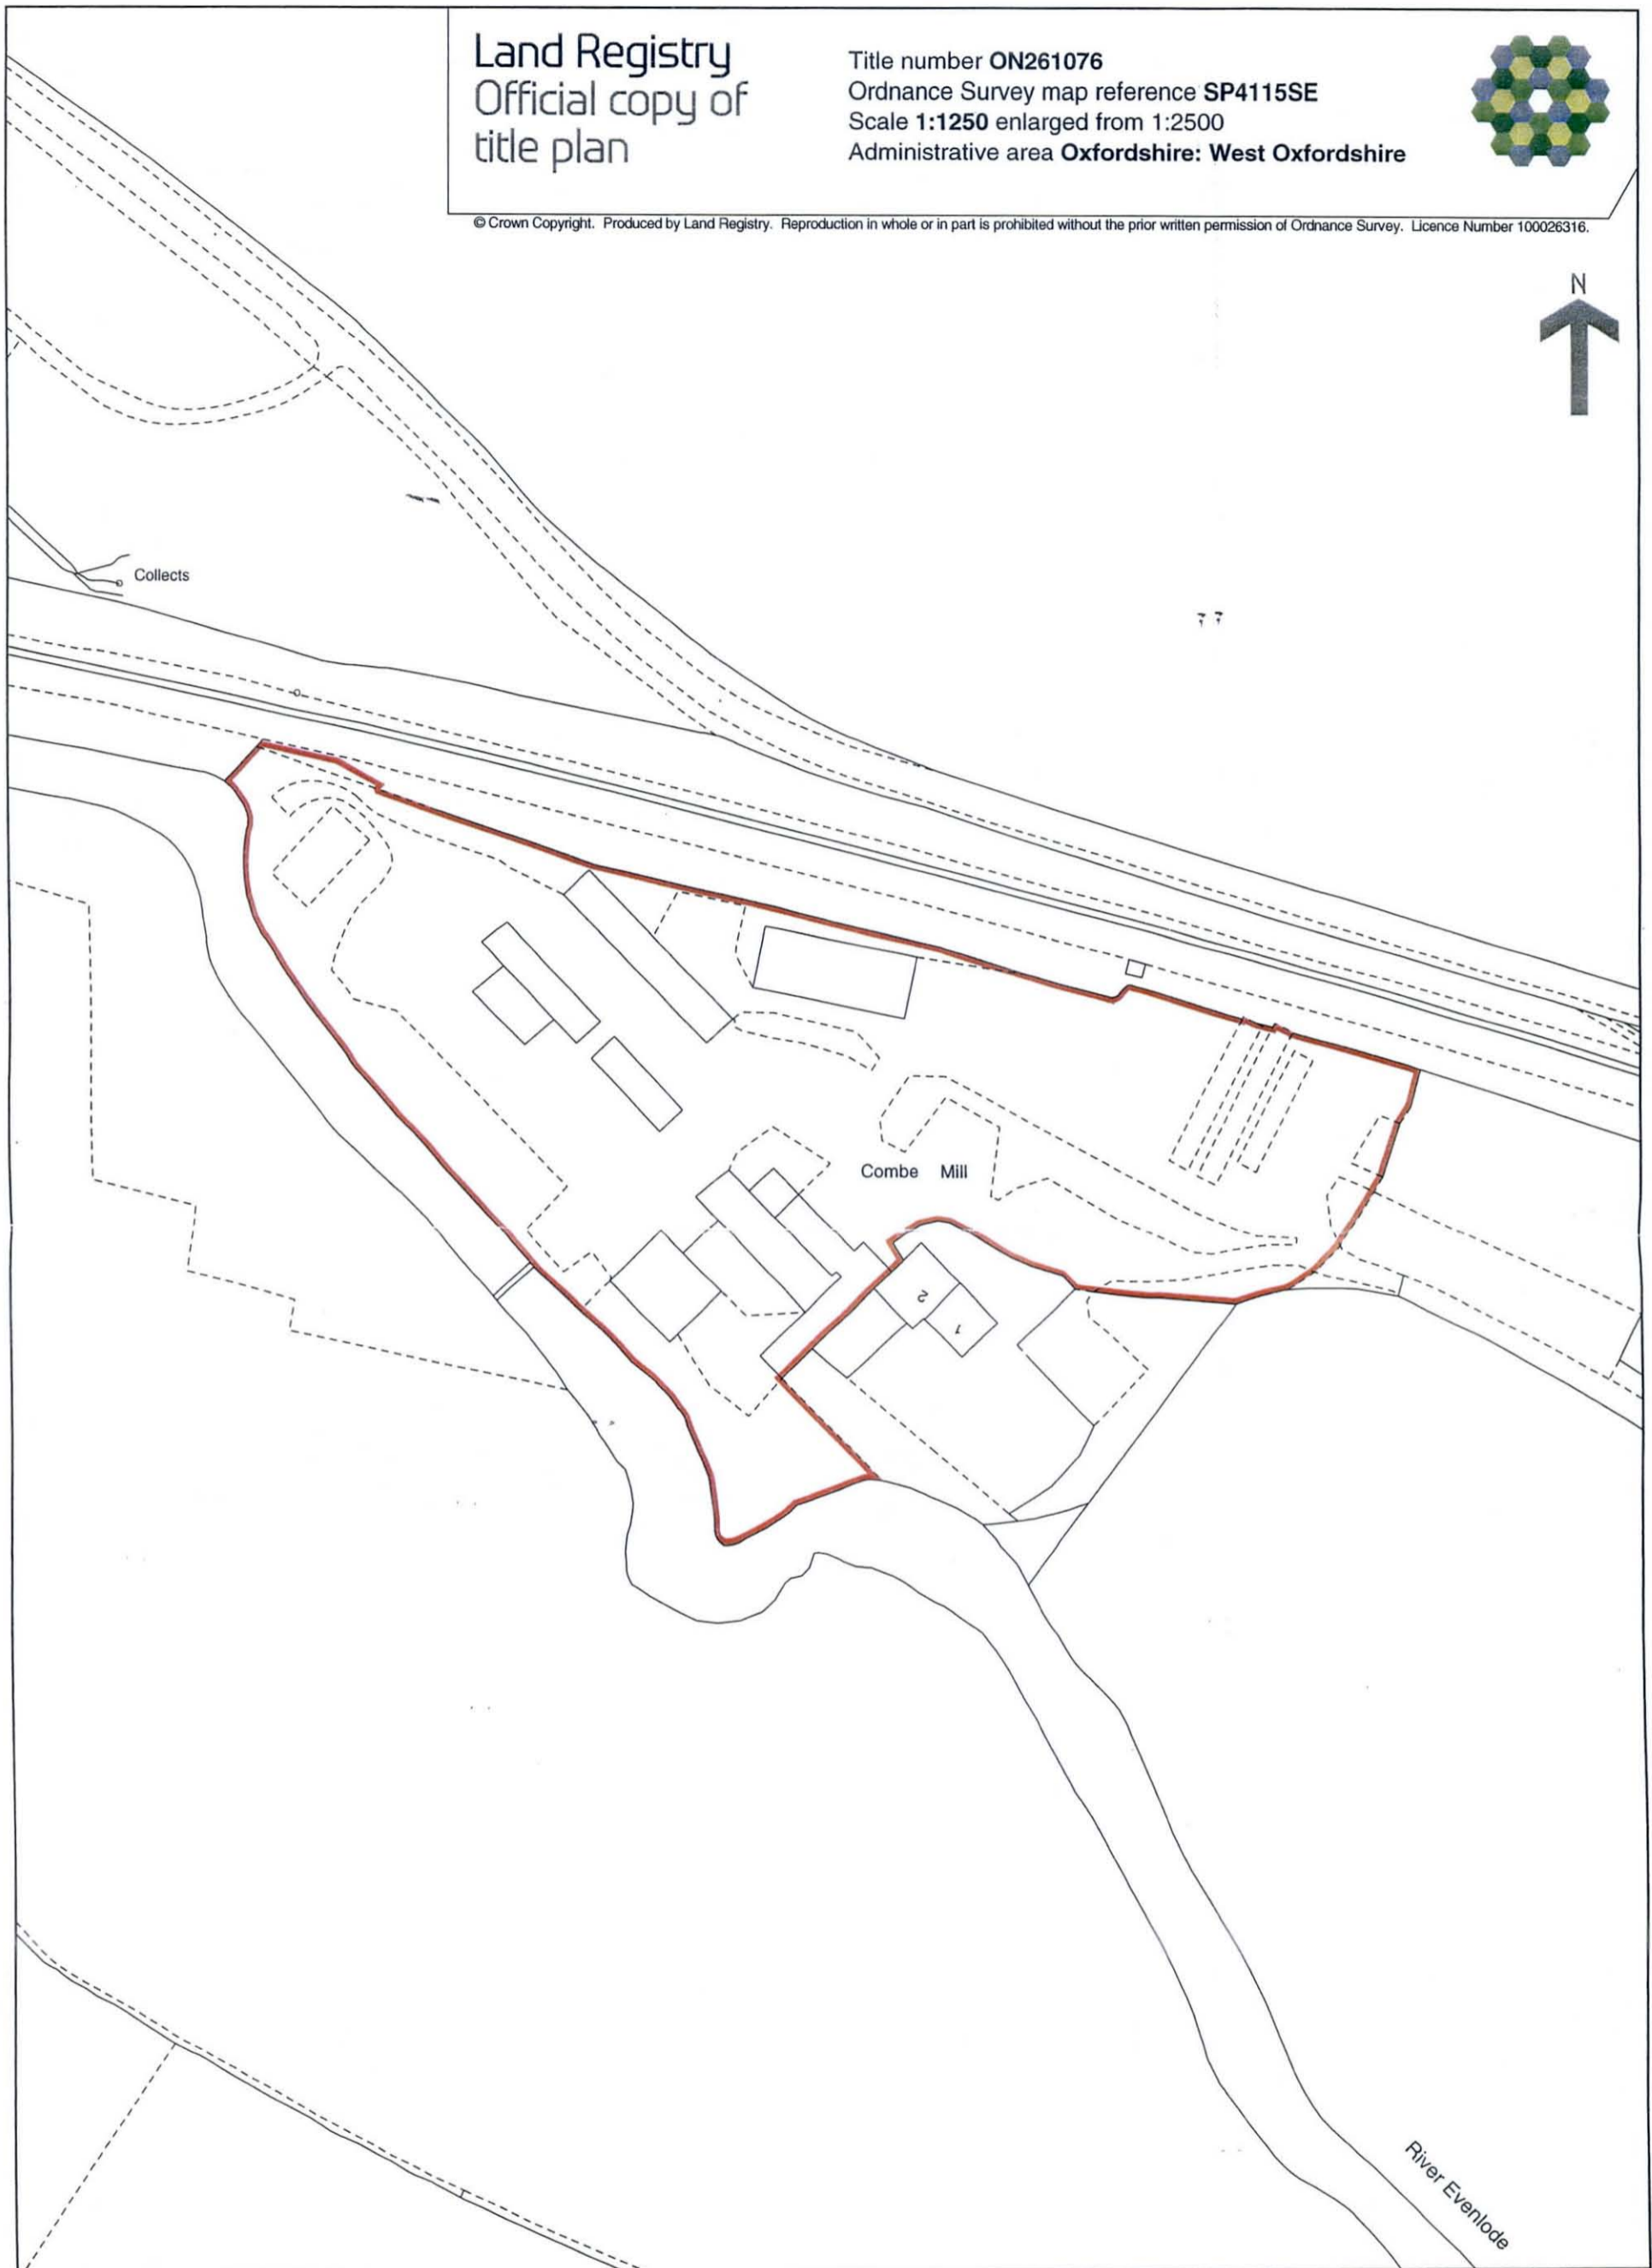 Land Registry
Official copy of
title plan
Title number ON261076
Ordnance Survey map reference SP4115SE
Scale 1:1250 enlarged from 1:2500
Administrative area Oxfordshire: West Oxfordshire
© Crown Copyright. Produced by Land Registry. Reproduction in whole or in part is prohibited without the prior written permission of Ordnance Survey. Licence Number 100026316.
N
Collects
Combe Mill
2
1
River Evenlode